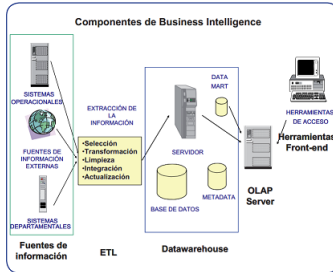 Componentes de Business Intelligence
SISTEMAS
OPERACIONALES
FUENTES DE
INFORMACIÓN
EXTERNAS
SISTEMAS
DEPARTAMENTALES
Fuentes de
información
EXTRACCIÓN DE
LA
INFORMACIÓN
•Selección
•Transformación
•Limpieza
•Integración
•Actualización
ETL
DATA
MART
SERVIDOR
BASE DE DATOS
METADATA
Datawarehouse
OLAP
Server
HERRAMIENTAS
DE ACCESO
Herramientas
Front-end